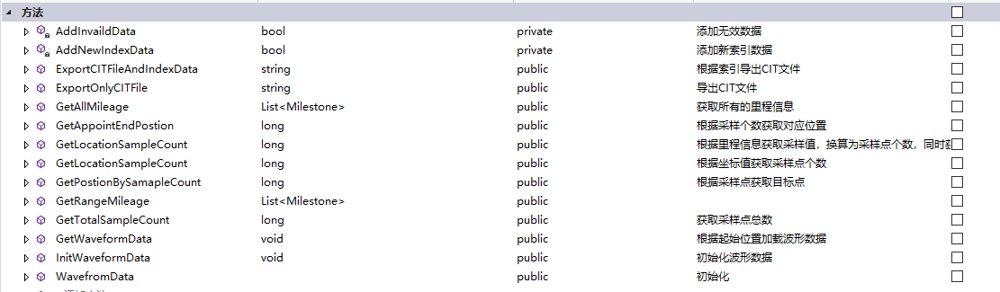 方法
AddInvaildData bool private 添加无效数据
AddNewIndexData bool private 添加新索引数据
ExportCITFileAndIndexData string public 根据索引导出CIT文件
ExportOnlyCITFile string public 导出CIT文件
GetAllMileage List<Milestone> public 获取所有的里程信息
GetAppointEndPostion long public 根据采样个数获取对应位置
GetLocationSampleCount long public 根据里程信息获取采样值，换算为采样点个数，同时
GetLocationSampleCount long public 根据坐标值获取采样点个数
GetPostionBySamapleCount long public 根据采样点获取目标点
GetRangeMileage List<Milestone> public
GetTotalSampleCount long public 获取采样点总数
GetWaveformData void public 根据起始位置加载波形数据
InitWaveformData void public 初始化波形数据
WavefromData public 初始化